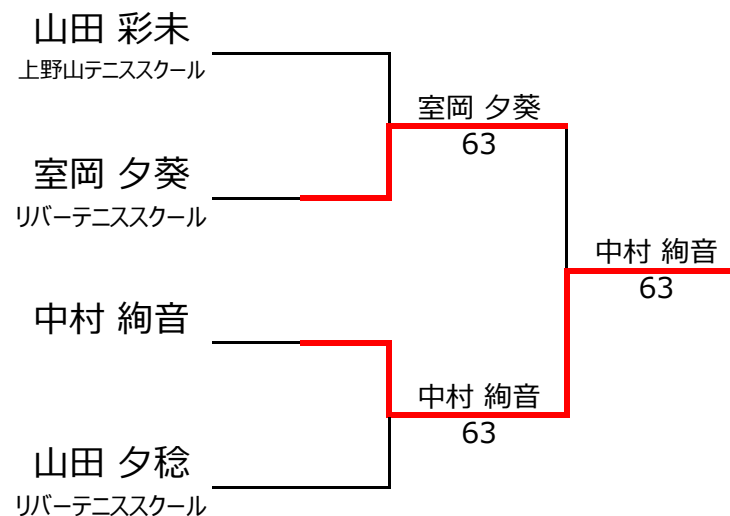 山田 彩未
上野山テニススクール
室岡 夕葵
63
室岡 夕葵
リバーテニススクール
中村 絢音
63
中村 絢音
中村 絢音
63
山田 夕稔
リバーテニススクール